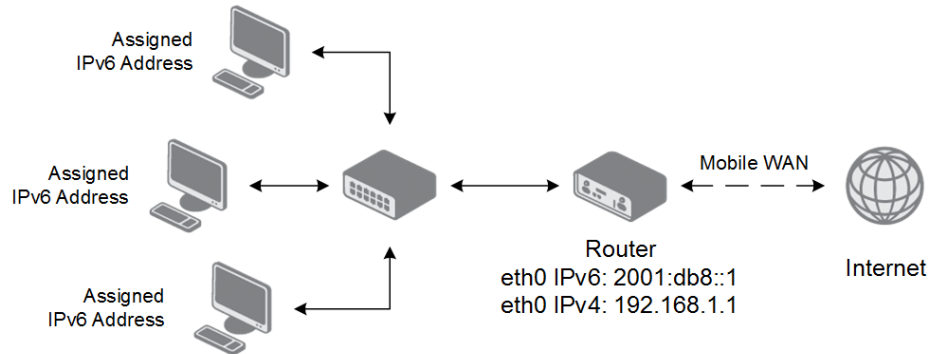 Assigned
IPv6 Address
Assigned
IPv6 Address
Assigned
IPv6 Address
Mobile WAN
Router
eth0 IPv6: 2001:db8::1
eth0 IPv4: 192.168.1.1
Internet